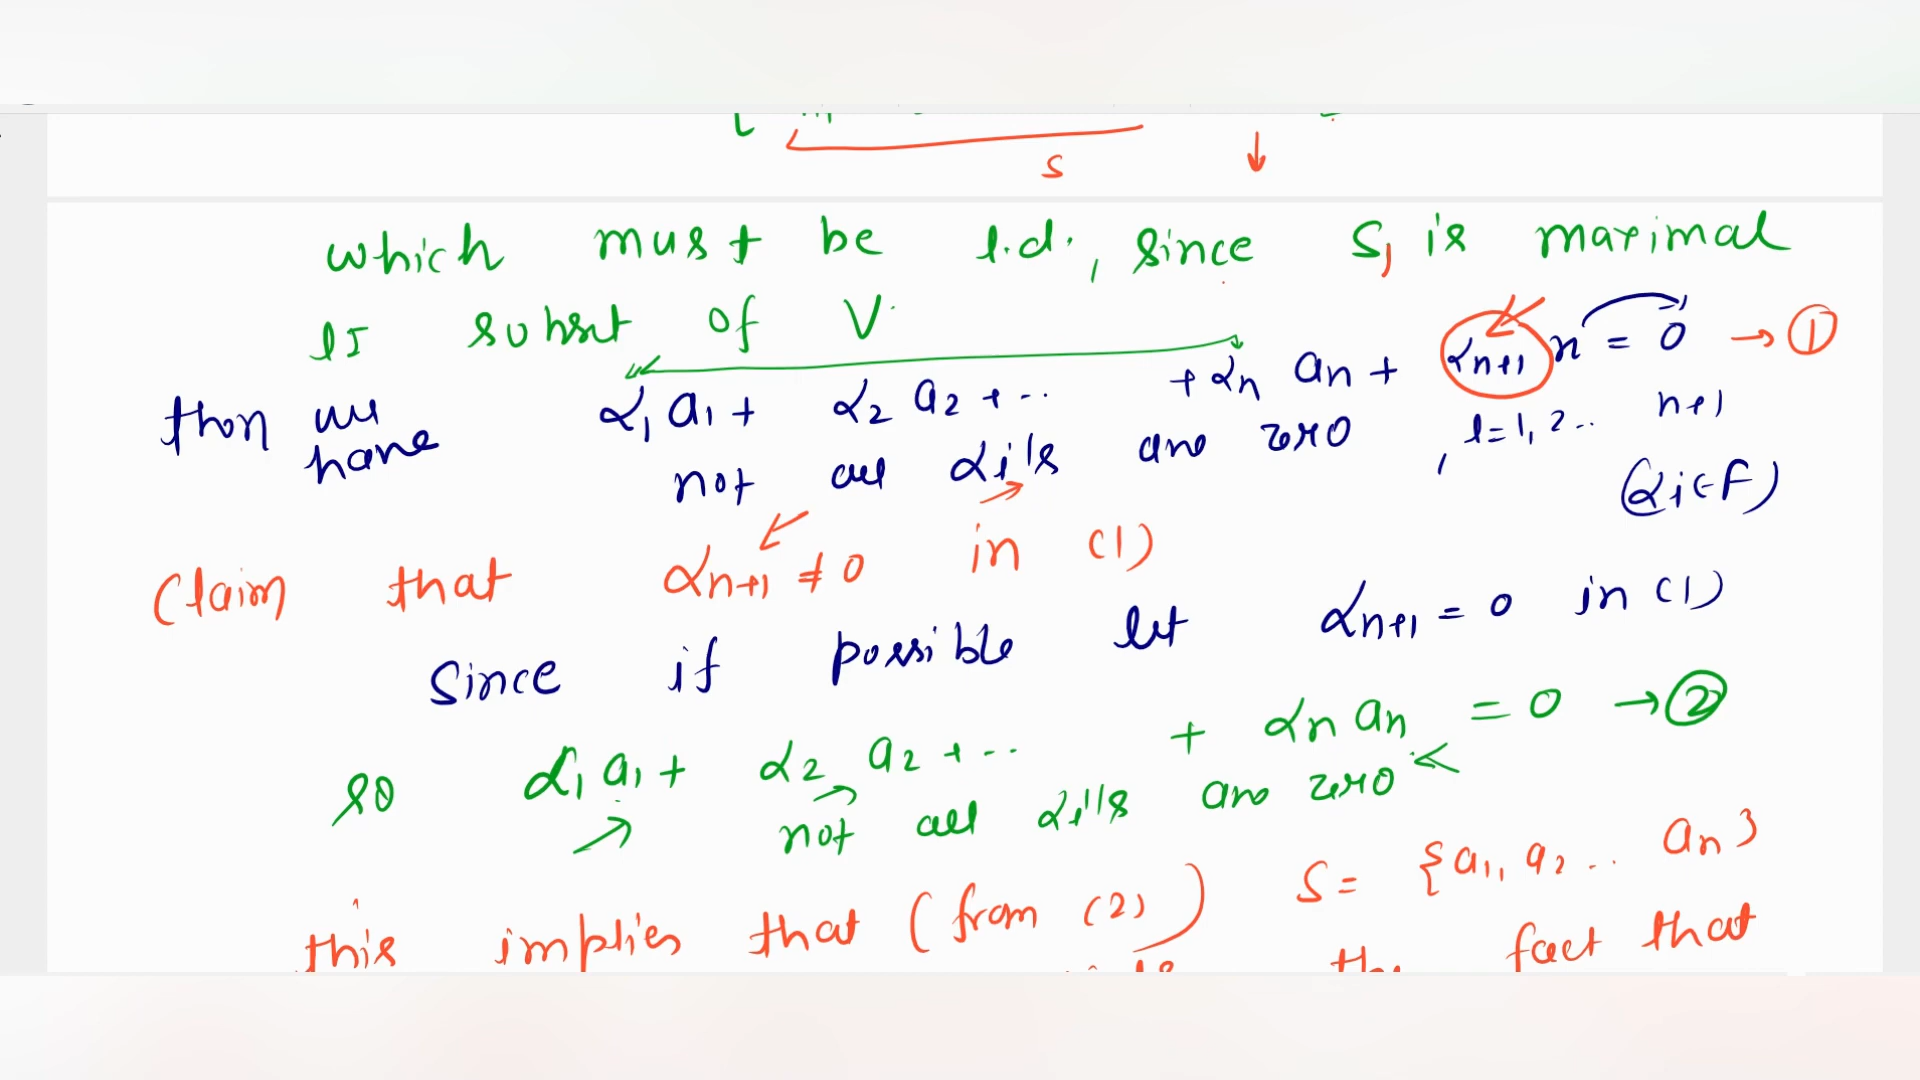 S
which must be l.d., since S, is maximal
LI subset of V.
then we have α₁a₁ + α₂a₂ + ... + αₙaₙ + αₙ₊₁x = 0 → ①
not all αi's are zero, i=1, 2.. n+1
(αi∈F)
Claim that αₙ₊₁ ≠ 0 in (1)
Since if possible let αₙ₊₁ = 0 in (1)
so α₁a₁ + α₂a₂ + ... + αₙaₙ = 0 → ②
not all αi's are zero
this implies that (from (2)) S = {a₁, a₂ .. aₙ}
the fact that